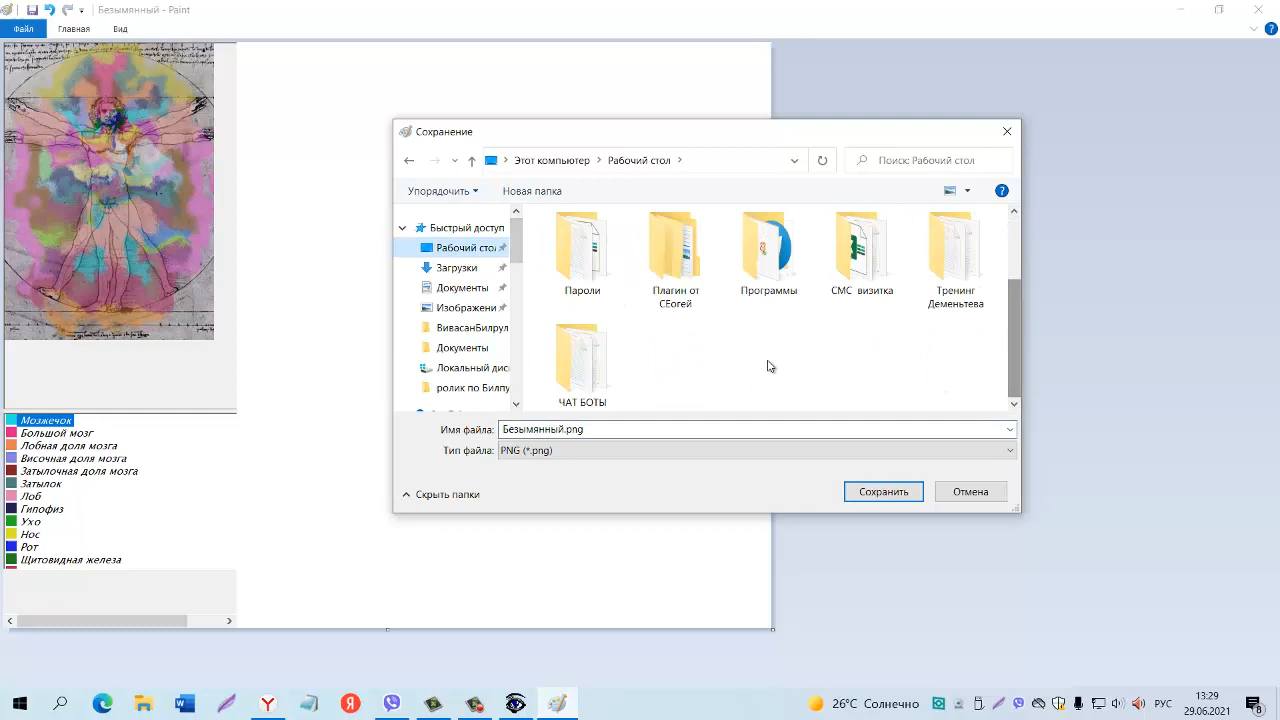 Безымянный - Paint
Файл
Главная
Вид
Сохранение
Этот компьютер
Рабочий стол
Поиск: Рабочий стол
Упорядочить
Новая папка
Быстрый доступ
Рабочий сто
Загрузки
Документы
Изображени
ВивасанБилрул
Документы
Локальный дис
ролик по Билпу
Пароли
Плагин от
СЕогей
Программы
СМС визитка
Тренинг
Деменьтева
ЧАТ БОТЫ
Имя файла:
Безымянный.png
Тип файла:
PNG (*.png)
Скрыть папки
Сохранить
Отмена
Мозжечок
Большой мозг
Лобная доля мозга
Височная доля мозга
Затылочная доля мозга
Затылок
Лоб
Гипофиз
Ухо
Нос
Рот
Щитовидная железа
26°C Солнечно
РУС
13:29
29.06.2021
8